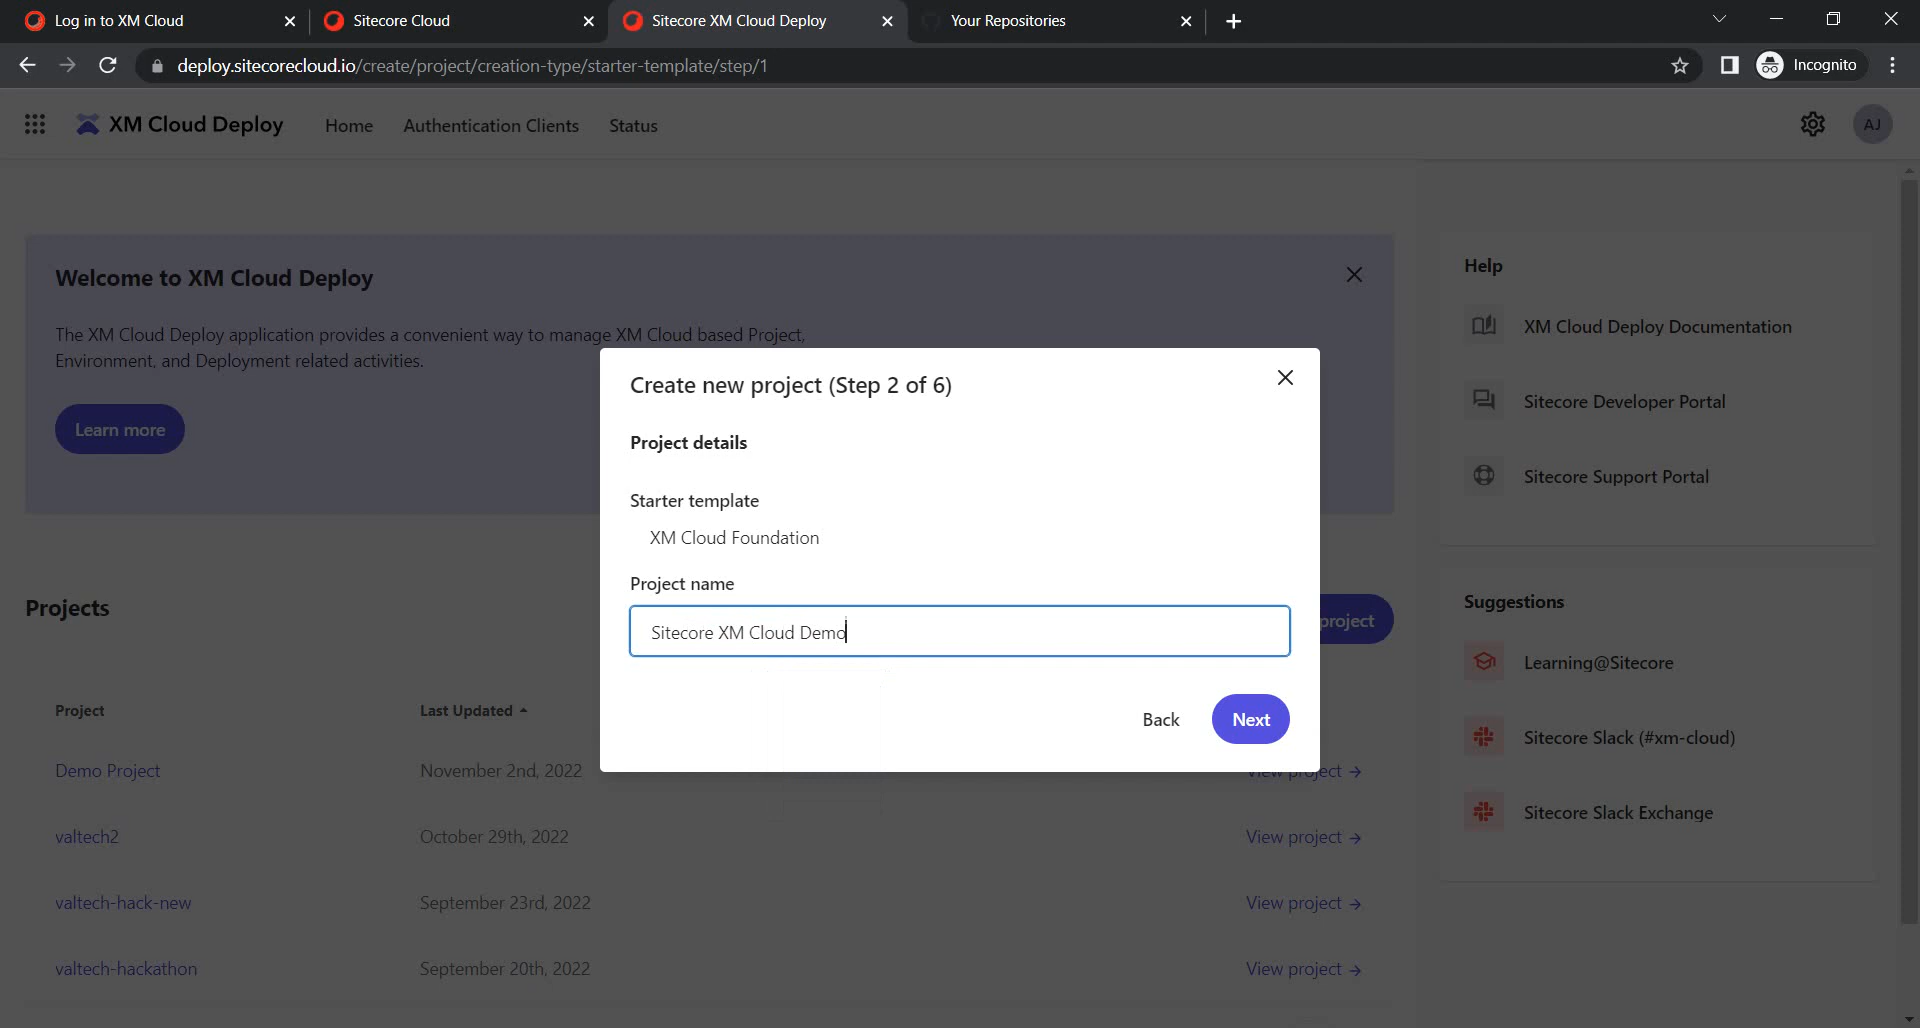 Log in to XM Cloud
Sitecore Cloud
Sitecore XM Cloud Deploy
Your Repositories
deploy.sitecorecloud.io/create/project/creation-type/starter-template/step/1
Incognito
XM Cloud Deploy
Home
Authentication Clients
Status
AJ
Welcome to XM Cloud Deploy
The XM Cloud Deploy application provides a convenient way to manage XM Cloud based Project,
Environment, and Deployment related activities.
Learn more
Create new project (Step 2 of 6)
Project details
Starter template
XM Cloud Foundation
Project name
Sitecore XM Cloud Demo
Back
Next
Projects
project
Project
Last Updated
Demo Project
November 2nd, 2022
View project →
valtech2
October 29th, 2022
View project →
valtech-hack-new
September 23rd, 2022
View project →
valtech-hackathon
September 20th, 2022
View project →
Help
XM Cloud Deploy Documentation
Sitecore Developer Portal
Sitecore Support Portal
Suggestions
Learning@Sitecore
Sitecore Slack (#xm-cloud)
Sitecore Slack Exchange